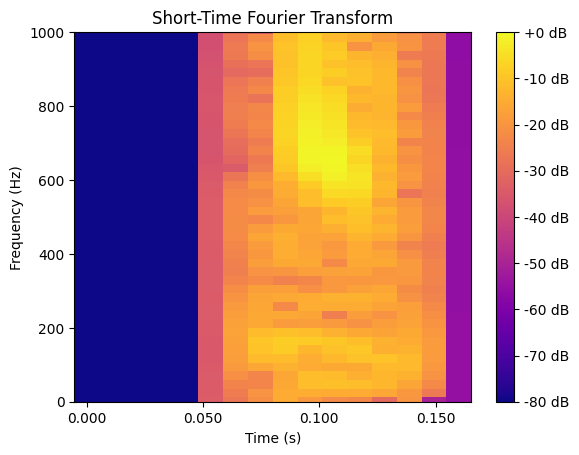 Short-Time Fourier Transform
1000
800
600
400
200
0
Frequency (Hz)
0.000
0.050
0.100
0.150
Time (s)
+0 dB
-10 dB
-20 dB
-30 dB
-40 dB
-50 dB
-60 dB
-70 dB
-80 dB